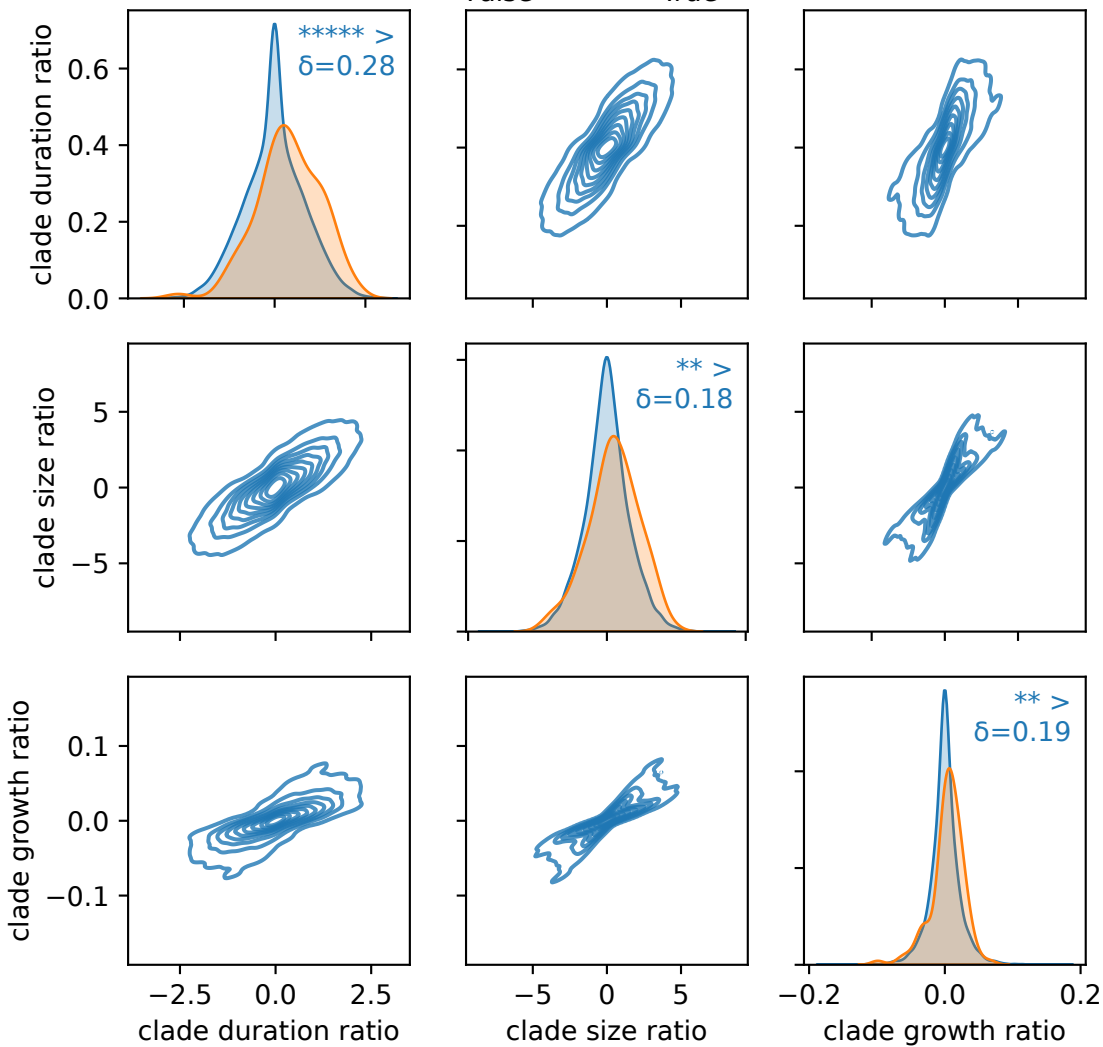 clade duration ratio
0.6
0.4
0.2
0.0
***** >
δ=0.28
clade size ratio
5
0
−5
** >
δ=0.18
clade growth ratio
0.1
0.0
−0.1
** >
δ=0.19
−2.5 0.0 2.5
−5 0 5
−0.2 0.0 0.2
clade duration ratio
clade size ratio
clade growth ratio